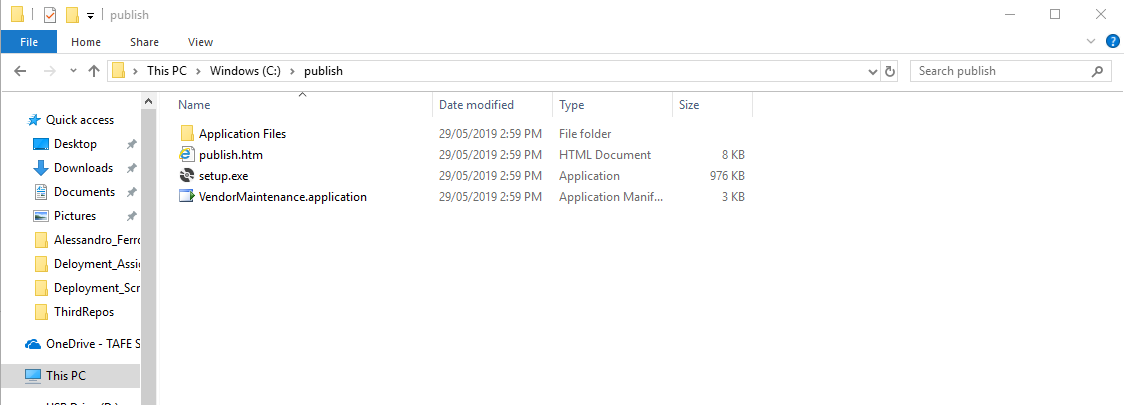 publish
File Home Share View
This PC Windows (C:) publish Search publish
Name Date modified Type Size
Quick access
Desktop
Downloads
Documents
Pictures
Alessandro_Ferro
Deloyment_Assig
Deployment_Scr
ThirdRepos
OneDrive - TAFE S
This PC
Application Files 29/05/2019 2:59 PM File folder
publish.htm 29/05/2019 2:59 PM HTML Document 8 KB
setup.exe 29/05/2019 2:59 PM Application 976 KB
VendorMaintenance.application 29/05/2019 2:59 PM Application Manif... 3 KB